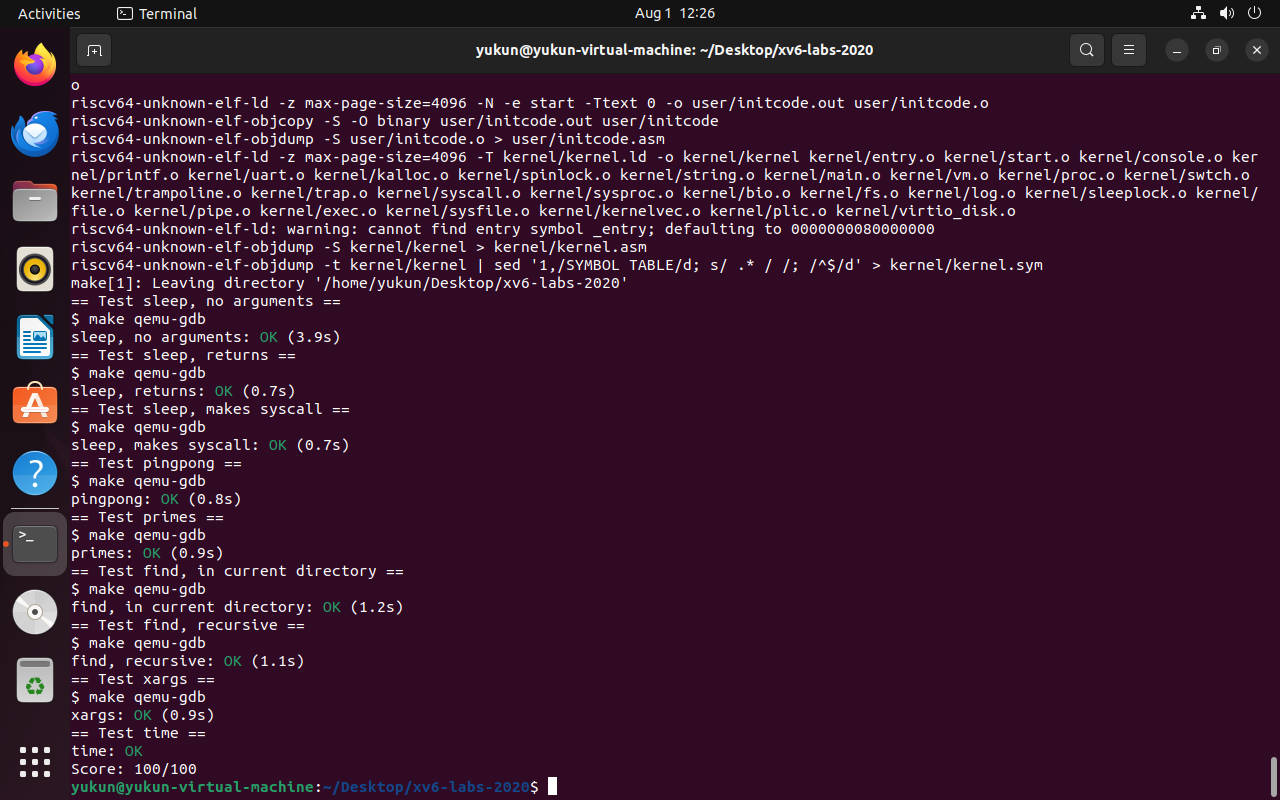 Activities
Terminal
Aug 1 12:26
yukun@yukun-virtual-machine: ~/Desktop/xv6-labs-2020
o
riscv64-unknown-elf-ld -z max-page-size=4096 -N -e start -Ttext 0 -o user/initcode.out user/initcode.o
riscv64-unknown-elf-objcopy -S -O binary user/initcode.out user/initcode
riscv64-unknown-elf-objdump -S user/initcode.o > user/initcode.asm
riscv64-unknown-elf-ld -z max-page-size=4096 -T kernel/kernel.ld -o kernel/kernel kernel/entry.o kernel/start.o kernel/console.o ker
nel/printf.o kernel/uart.o kernel/kalloc.o kernel/spinlock.o kernel/string.o kernel/main.o kernel/vm.o kernel/proc.o kernel/swtch.o
kernel/trampoline.o kernel/trap.o kernel/syscall.o kernel/sysproc.o kernel/bio.o kernel/fs.o kernel/log.o kernel/sleeplock.o kernel/
file.o kernel/pipe.o kernel/exec.o kernel/sysfile.o kernel/kernelvec.o kernel/plic.o kernel/virtio_disk.o
riscv64-unknown-elf-ld: warning: cannot find entry symbol _entry; defaulting to 0000000080000000
riscv64-unknown-elf-objdump -S kernel/kernel > kernel/kernel.asm
riscv64-unknown-elf-objdump -t kernel/kernel | sed '1,/SYMBOL TABLE/d; s/ .* / /; /^$/d' > kernel/kernel.sym
make[1]: Leaving directory '/home/yukun/Desktop/xv6-labs-2020'
== Test sleep, no arguments ==
$ make qemu-gdb
sleep, no arguments: OK (3.9s)
== Test sleep, returns ==
$ make qemu-gdb
sleep, returns: OK (0.7s)
== Test sleep, makes syscall ==
$ make qemu-gdb
sleep, makes syscall: OK (0.7s)
== Test pingpong ==
$ make qemu-gdb
pingpong: OK (0.8s)
== Test primes ==
$ make qemu-gdb
primes: OK (0.9s)
== Test find, in current directory ==
$ make qemu-gdb
find, in current directory: OK (1.2s)
== Test find, recursive ==
$ make qemu-gdb
find, recursive: OK (1.1s)
== Test xargs ==
$ make qemu-gdb
xargs: OK (0.9s)
== Test time ==
time: OK
Score: 100/100
yukun@yukun-virtual-machine:~/Desktop/xv6-labs-2020$